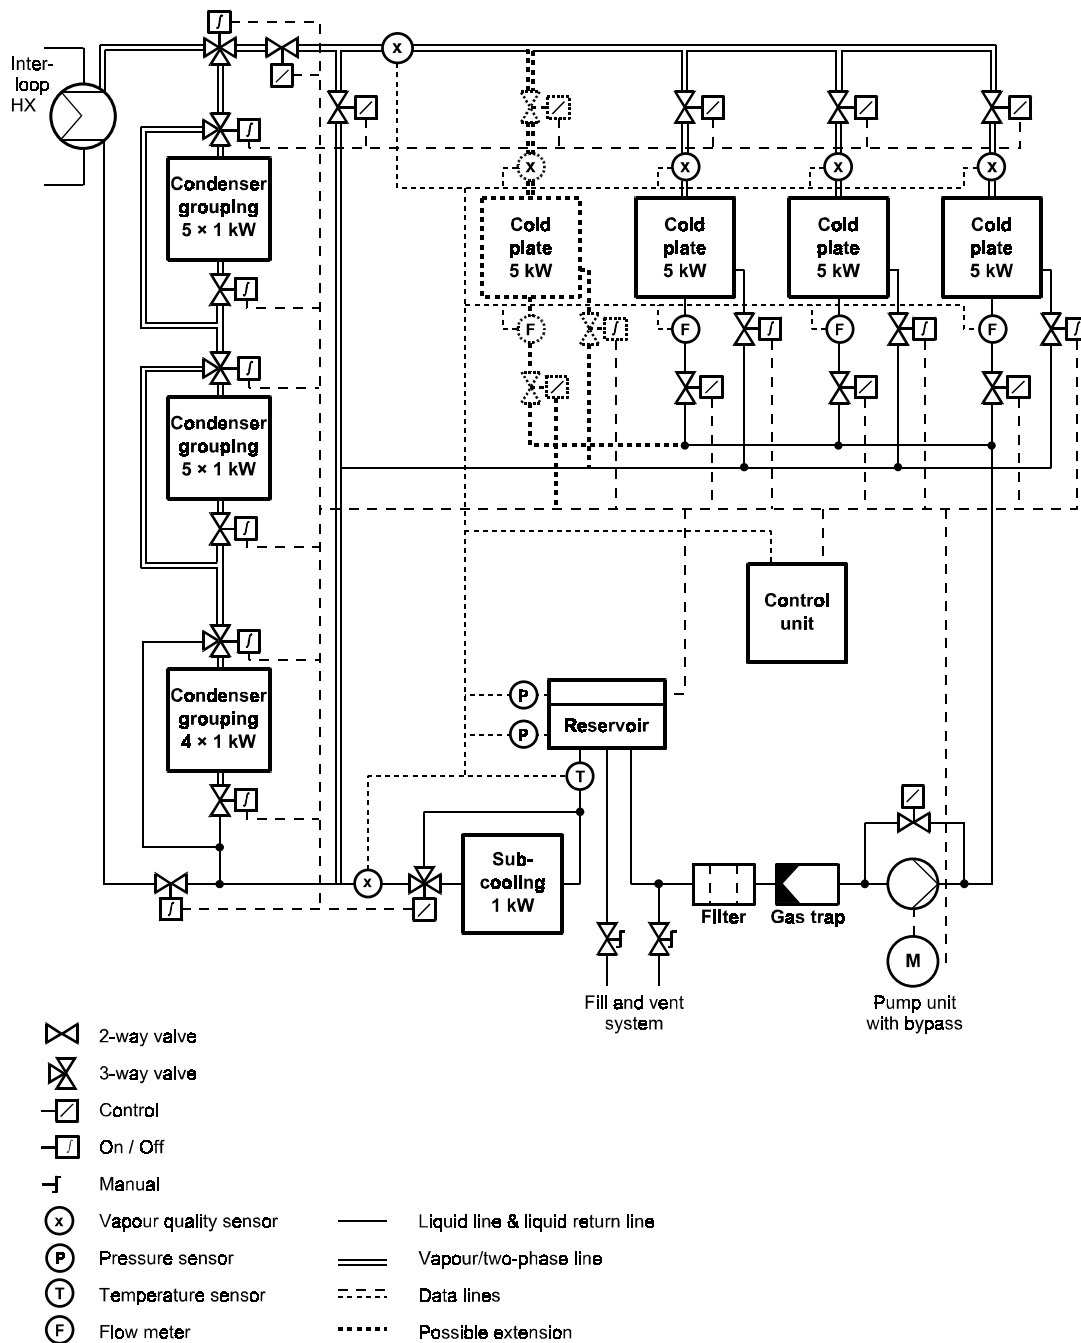 Inter-
loop
HX
x
Condenser
grouping
5 × 1 kW
x
x
x
x
Cold
plate
5 kW
Cold
plate
5 kW
Cold
plate
5 kW
Cold
plate
5 kW
F
F
F
F
Condenser
grouping
5 × 1 kW
Control
unit
Condenser
grouping
4 × 1 kW
P
Reservoir
P
T
x
Sub-
cooling
1 kW
Filter
Gas trap
M
Fill and vent
system
Pump unit
with bypass
2-way valve
3-way valve
Control
On / Off
Manual
x Vapour quality sensor
Liquid line & liquid return line
P Pressure sensor
Vapour/two-phase line
T Temperature sensor
Data lines
F Flow meter
Possible extension